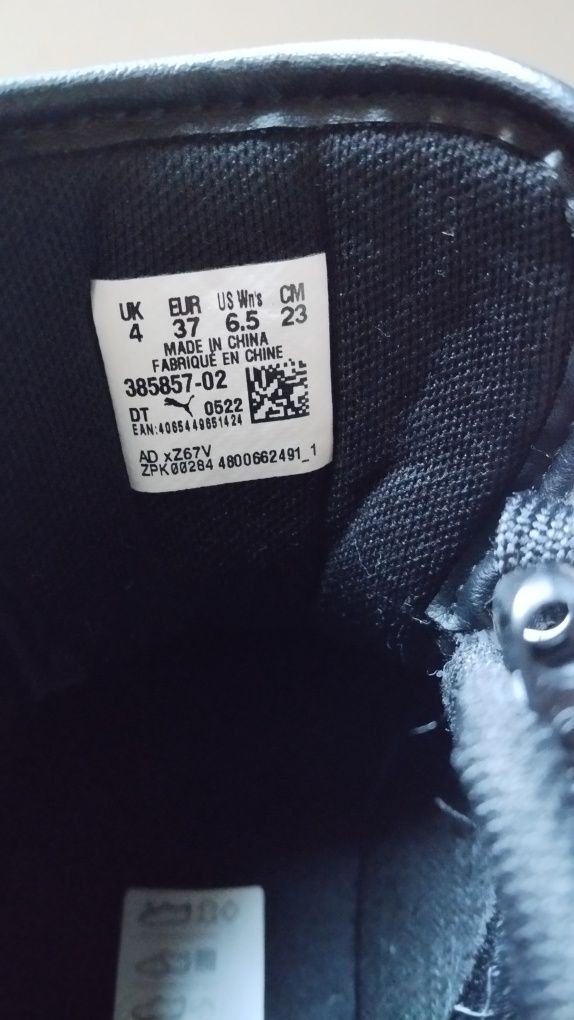 UK EUR US Wn's CM
4 37 6.5 23
MADE IN CHINA
FABRIQUÉ EN CHINE
385857-02
DT 0522
EAN:4065449651424
AD xZ67V
ZPK00284 4800662491_1